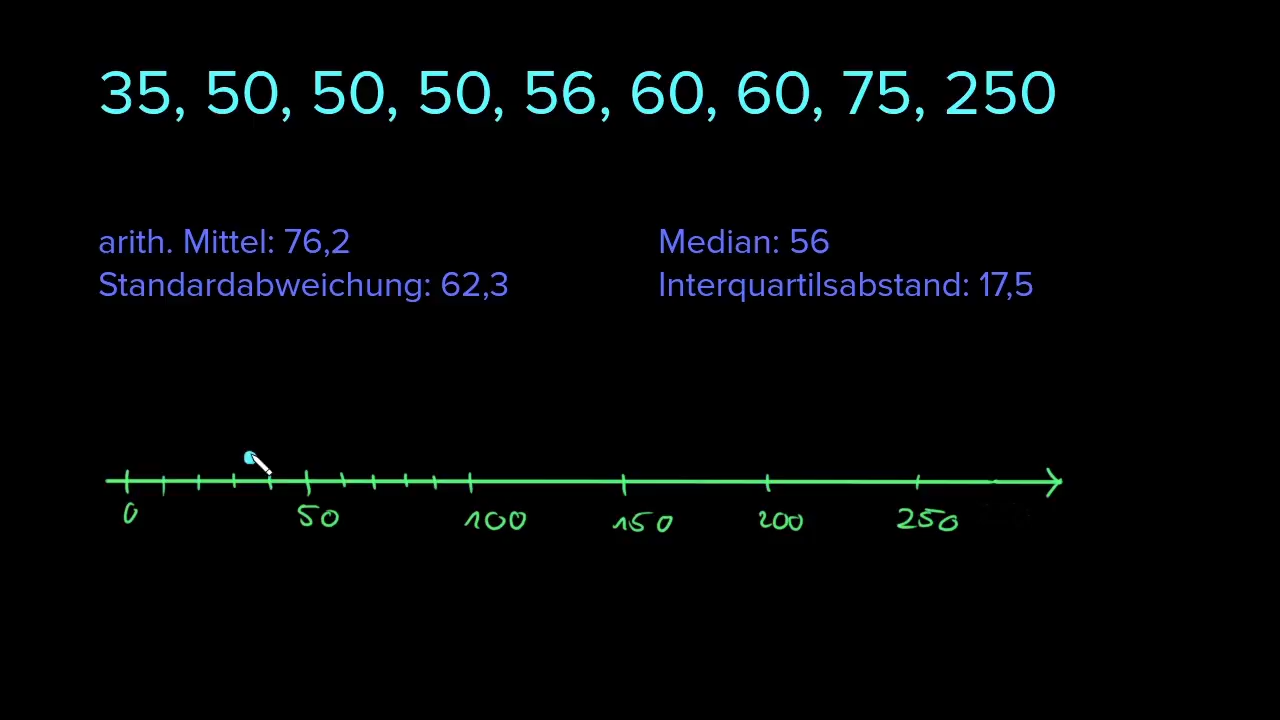 35, 50, 50, 50, 56, 60, 60, 75, 250
arith. Mittel: 76,2
Standardabweichung: 62,3
Median: 56
Interquartilsabstand: 17,5
0 50 100 150 200 250